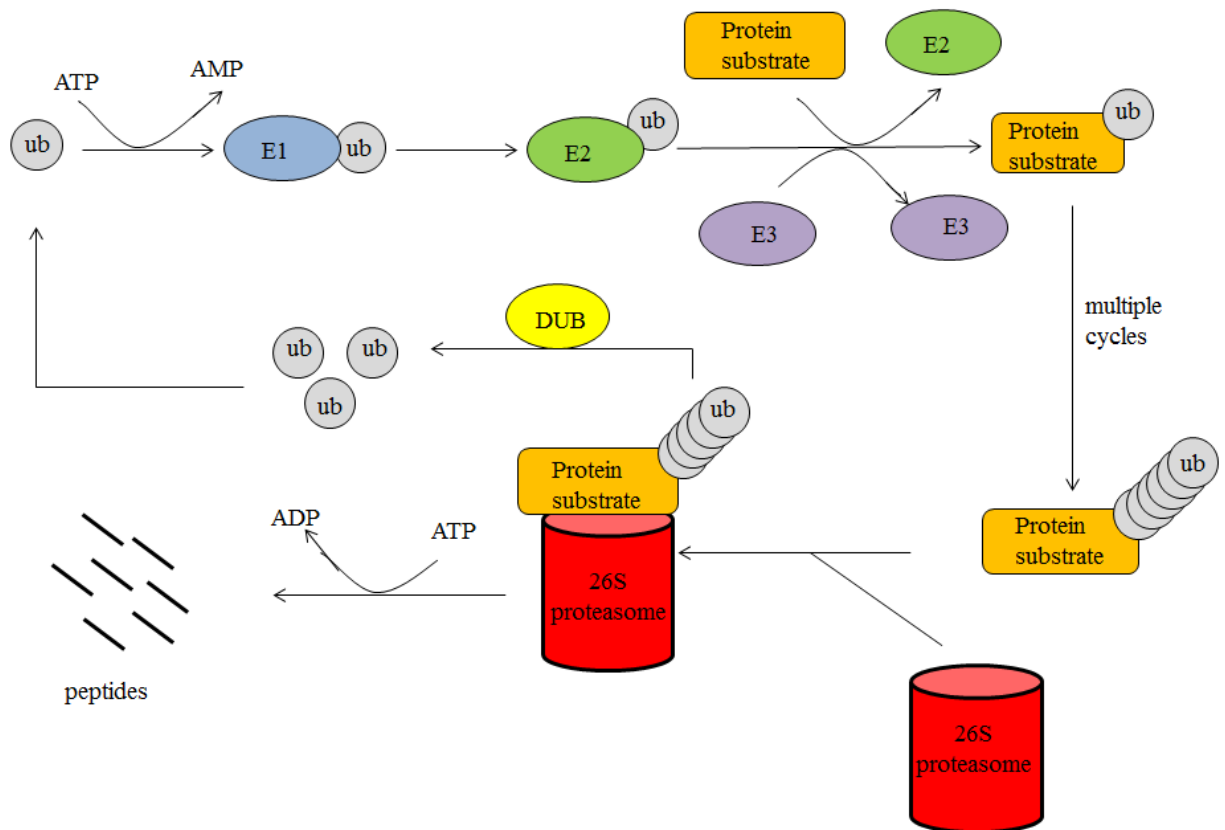 Protein
substrate
E2
ATP
AMP
ub
E1
ub
E2
ub
Protein
substrate
ub
E3
E3
multiple
cycles
DUB
ub
ub
ub
ub
Protein
substrate
ub
Protein
substrate
ADP
ATP
26S
proteasome
peptides
26S
proteasome